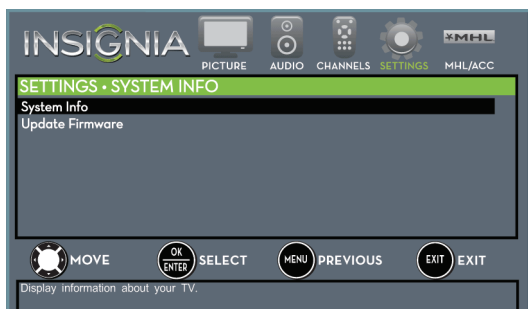 INSIGNIA
PICTURE AUDIO CHANNELS SETTINGS MHL/ACC
MHL
SETTINGS • SYSTEM INFO
System Info
Update Firmware
MOVE OK ENTER SELECT MENU PREVIOUS EXIT EXIT
Display information about your TV.